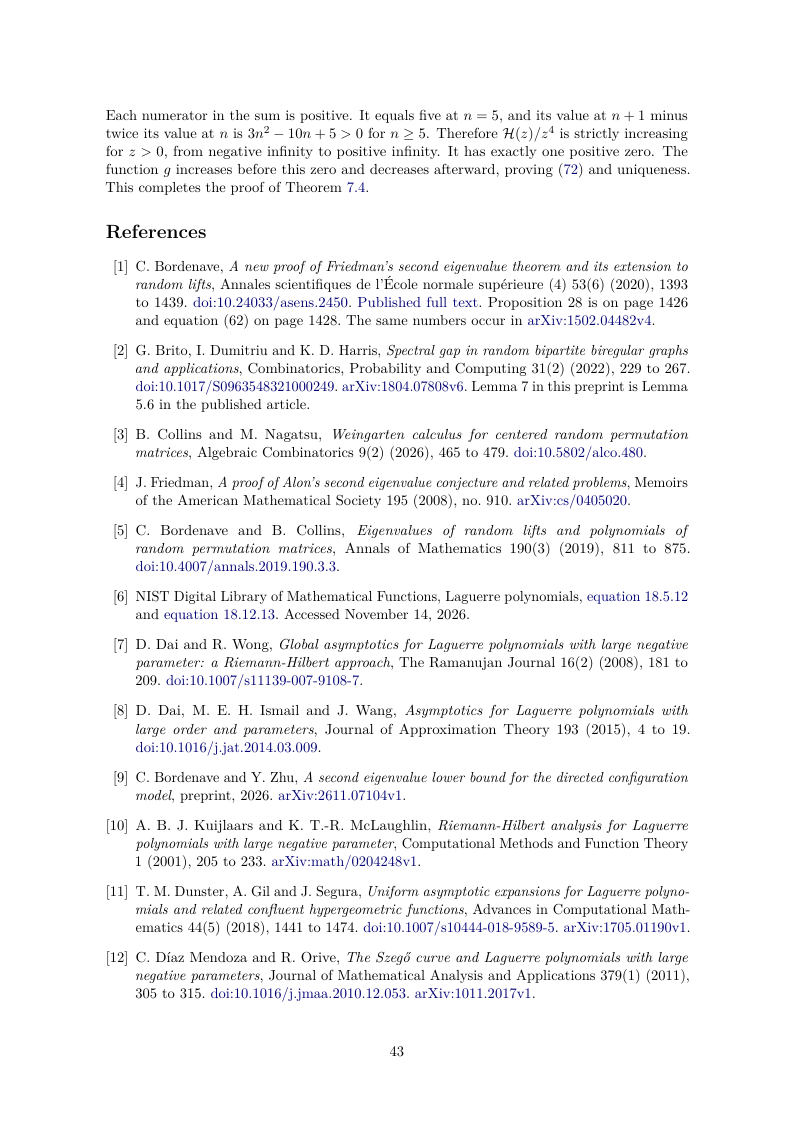 Each numerator in the sum is positive. It equals five at n = 5, and its value at n + 1 minus
twice its value at n is 3n² − 10n + 5 > 0 for n ≥ 5. Therefore ℋ(z)/z⁴ is strictly increasing
for z > 0, from negative infinity to positive infinity. It has exactly one positive zero. The
function g increases before this zero and decreases afterward, proving (72) and uniqueness.
This completes the proof of Theorem 7.4.
References
[1] C. Bordenave, A new proof of Friedman's second eigenvalue theorem and its extension to
random lifts, Annales scientifiques de l'École normale supérieure (4) 53(6) (2020), 1393
to 1439. doi:10.24033/asens.2450. Published full text. Proposition 28 is on page 1426
and equation (62) on page 1428. The same numbers occur in arXiv:1502.04482v4.
[2] G. Brito, I. Dumitriu and K. D. Harris, Spectral gap in random bipartite biregular graphs
and applications, Combinatorics, Probability and Computing 31(2) (2022), 229 to 267.
doi:10.1017/S0963548321000249. arXiv:1804.07808v6. Lemma 7 in this preprint is Lemma
5.6 in the published article.
[3] B. Collins and M. Nagatsu, Weingarten calculus for centered random permutation
matrices, Algebraic Combinatorics 9(2) (2026), 465 to 479. doi:10.5802/alco.480.
[4] J. Friedman, A proof of Alon's second eigenvalue conjecture and related problems, Memoirs
of the American Mathematical Society 195 (2008), no. 910. arXiv:cs/0405020.
[5] C. Bordenave and B. Collins, Eigenvalues of random lifts and polynomials of
random permutation matrices, Annals of Mathematics 190(3) (2019), 811 to 875.
doi:10.4007/annals.2019.190.3.3.
[6] NIST Digital Library of Mathematical Functions, Laguerre polynomials, equation 18.5.12
and equation 18.12.13. Accessed November 14, 2026.
[7] D. Dai and R. Wong, Global asymptotics for Laguerre polynomials with large negative
parameter: a Riemann-Hilbert approach, The Ramanujan Journal 16(2) (2008), 181 to
209. doi:10.1007/s11139-007-9108-7.
[8] D. Dai, M. E. H. Ismail and J. Wang, Asymptotics for Laguerre polynomials with
large order and parameters, Journal of Approximation Theory 193 (2015), 4 to 19.
doi:10.1016/j.jat.2014.03.009.
[9] C. Bordenave and Y. Zhu, A second eigenvalue lower bound for the directed configuration
model, preprint, 2026. arXiv:2611.07104v1.
[10] A. B. J. Kuijlaars and K. T.-R. McLaughlin, Riemann-Hilbert analysis for Laguerre
polynomials with large negative parameter, Computational Methods and Function Theory
1 (2001), 205 to 233. arXiv:math/0204248v1.
[11] T. M. Dunster, A. Gil and J. Segura, Uniform asymptotic expansions for Laguerre polyno-
mials and related confluent hypergeometric functions, Advances in Computational Math-
ematics 44(5) (2018), 1441 to 1474. doi:10.1007/s10444-018-9589-5. arXiv:1705.01190v1.
[12] C. Díaz Mendoza and R. Orive, The Szegő curve and Laguerre polynomials with large
negative parameters, Journal of Mathematical Analysis and Applications 379(1) (2011),
305 to 315. doi:10.1016/j.jmaa.2010.12.053. arXiv:1011.2017v1.
43